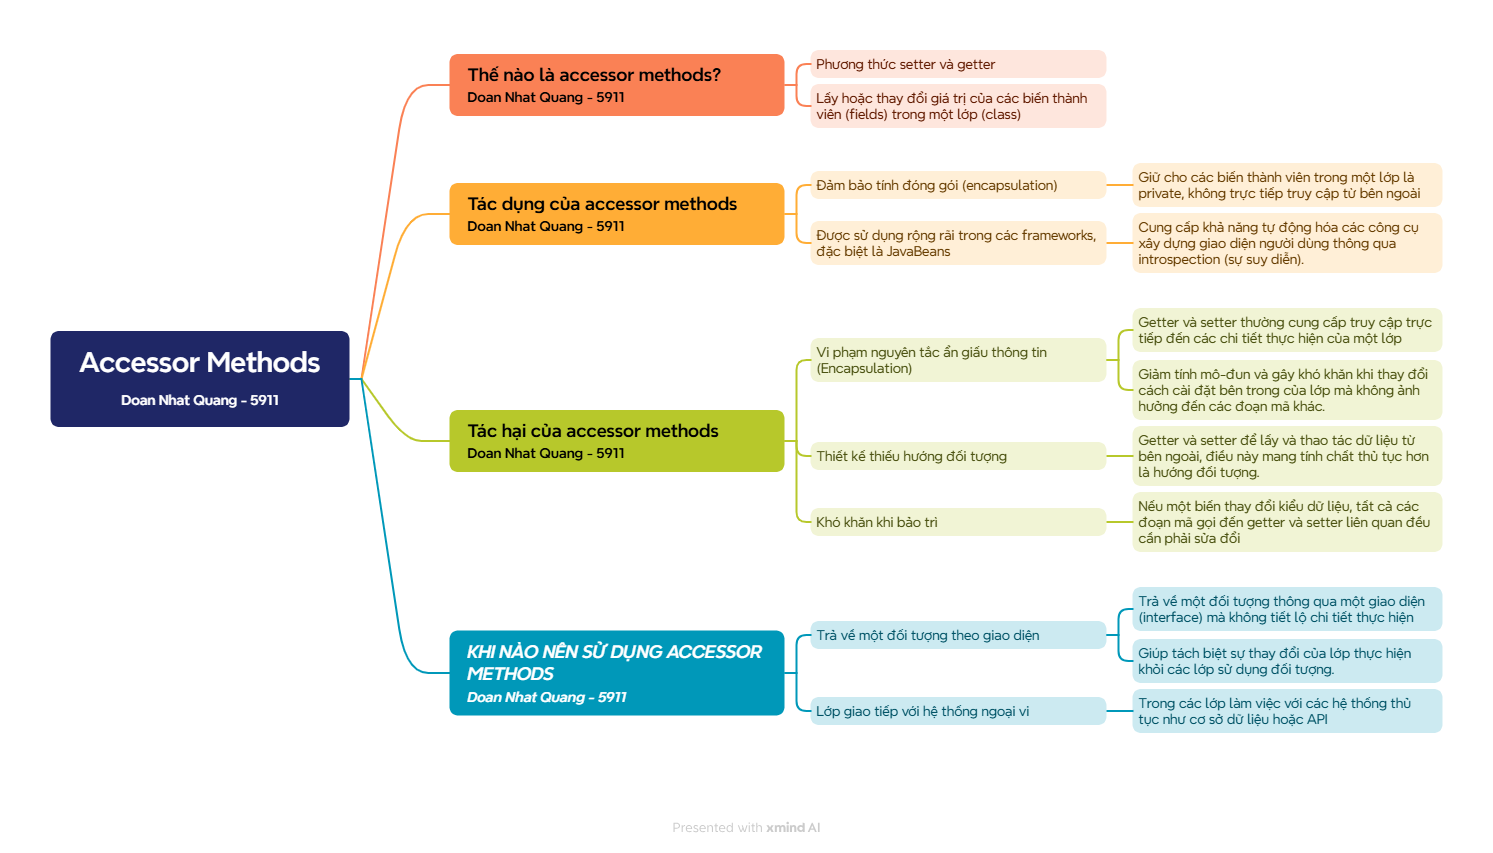 Accessor Methods
Doan Nhat Quang - 5911
Thế nào là accessor methods?
Doan Nhat Quang - 5911
Phương thức setter và getter
Lấy hoặc thay đổi giá trị của các biến thành
viên (fields) trong một lớp (class)
Tác dụng của accessor methods
Doan Nhat Quang - 5911
Đảm bảo tính đóng gói (encapsulation)
Giữ cho các biến thành viên trong một lớp là
private, không trực tiếp truy cập từ bên ngoài
Được sử dụng rộng rãi trong các frameworks,
đặc biệt là JavaBeans
Cung cấp khả năng tự động hóa các công cụ
xây dựng giao diện người dùng thông qua
introspection (sự suy diễn).
Tác hại của accessor methods
Doan Nhat Quang - 5911
Vi phạm nguyên tắc ẩn giấu thông tin
(Encapsulation)
Getter và setter thường cung cấp truy cập trực
tiếp đến các chi tiết thực hiện của một lớp
Giảm tính mô-đun và gây khó khăn khi thay đổi
cách cài đặt bên trong của lớp mà không ảnh
hưởng đến các đoạn mã khác.
Thiết kế thiếu hướng đối tượng
Getter và setter để lấy và thao tác dữ liệu từ
bên ngoài, điều này mang tính chất thủ tục hơn
là hướng đối tượng.
Khó khăn khi bảo trì
Nếu một biến thay đổi kiểu dữ liệu, tất cả các
đoạn mã gọi đến getter và setter liên quan đều
cần phải sửa đổi
KHI NÀO NÊN SỬ DỤNG ACCESSOR
METHODS
Doan Nhat Quang - 5911
Trả về một đối tượng theo giao diện
Trả về một đối tượng thông qua một giao diện
(interface) mà không tiết lộ chi tiết thực hiện
Giúp tách biệt sự thay đổi của lớp thực hiện
khỏi các lớp sử dụng đối tượng.
Lớp giao tiếp với hệ thống ngoại vi
Trong các lớp làm việc với các hệ thống thủ
tục như cơ sở dữ liệu hoặc API
Presented with xmind AI